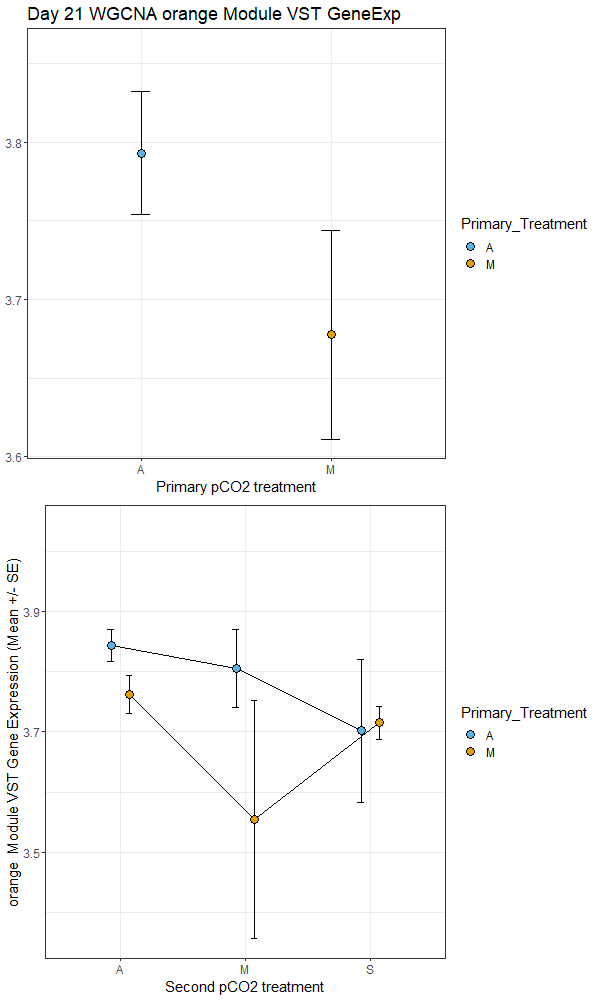 Day 21 WGCNA orange Module VST GeneExp
3.8
3.7
3.6
A
M
Primary pCO2 treatment
Primary_Treatment
A
M
orange Module VST Gene Expression (Mean +/- SE)
3.9
3.7
3.5
A
M
S
Second pCO2 treatment
Primary_Treatment
A
M